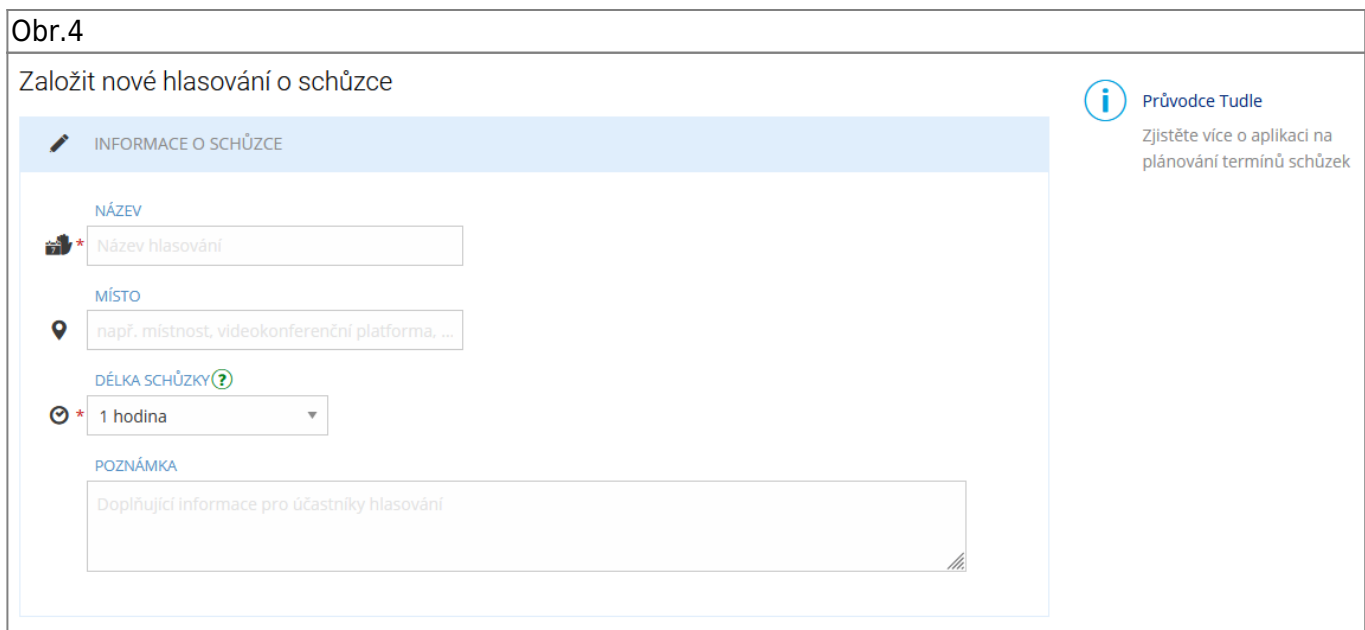 Obr.4
Založit nové hlasování o schůzce
INFORMACE O SCHŮZCE
NÁZEV
* Název hlasování
MÍSTO
např. místnost, videokonferenční platforma, ...
DÉLKA SCHŮZKY ?
* 1 hodina
POZNÁMKA
Doplňující informace pro účastníky hlasování
Průvodce Tudle
Zjistěte více o aplikaci na
plánování termínů schůzek